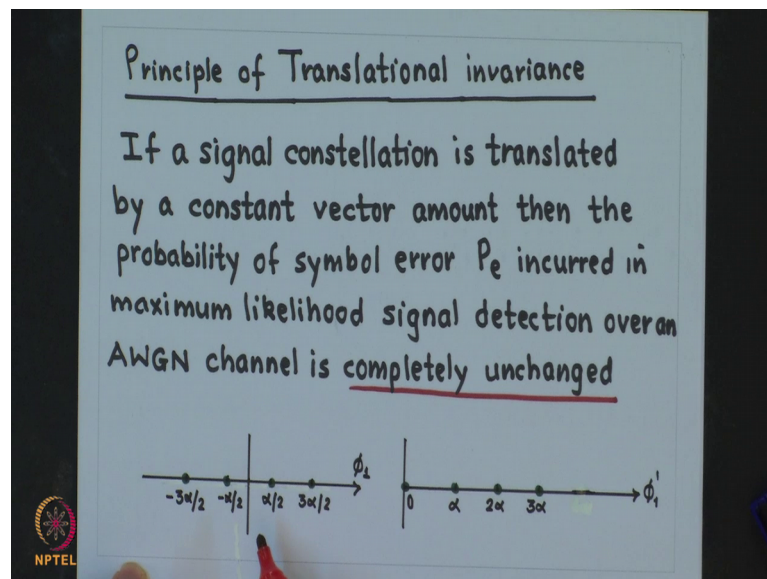 Principle of Translational invariance
If a signal constellation is translated
by a constant vector amount then the
probability of symbol error Pe incurred in
maximum likelihood signal detection over an
AWGN channel is completely unchanged
-3α/2 -α/2 α/2 3α/2 ϕ1
0 α 2α 3α ϕ1'
NPTEL